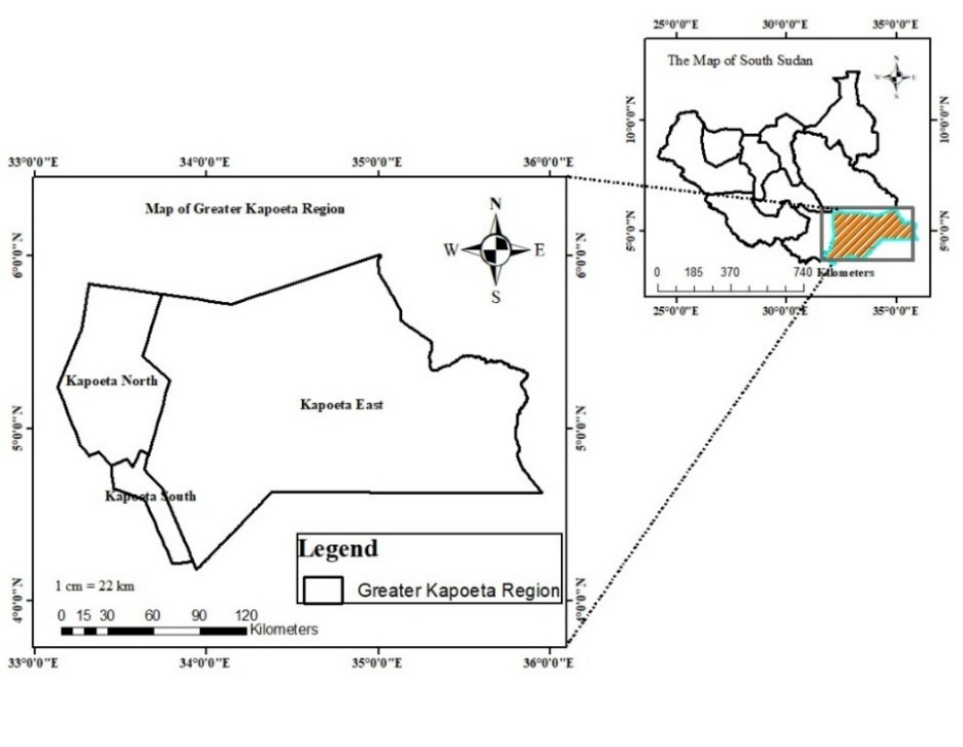 25°0'0"E 30°0'0"E 35°0'0"E
The Map of South Sudan
N
W E
S
10°0'0"N 10°0'0"N
5°0'0"N 5°0'0"N
0 185 370 740 Kilometers
25°0'0"E 30°0'0"E 35°0'0"E
33°0'0"E 34°0'0"E 35°0'0"E 36°0'0"E
Map of Greater Kapoeta Region
N
W E
S
6°0'0"N 6°0'0"N
Kapoeta North
Kapoeta East
5°0'0"N 5°0'0"N
Kapoeta South
Legend
Greater Kapoeta Region
1 cm = 22 km
4°0'0"N 4°0'0"N
0 15 30 60 90 120
Kilometers
33°0'0"E 34°0'0"E 35°0'0"E 36°0'0"E